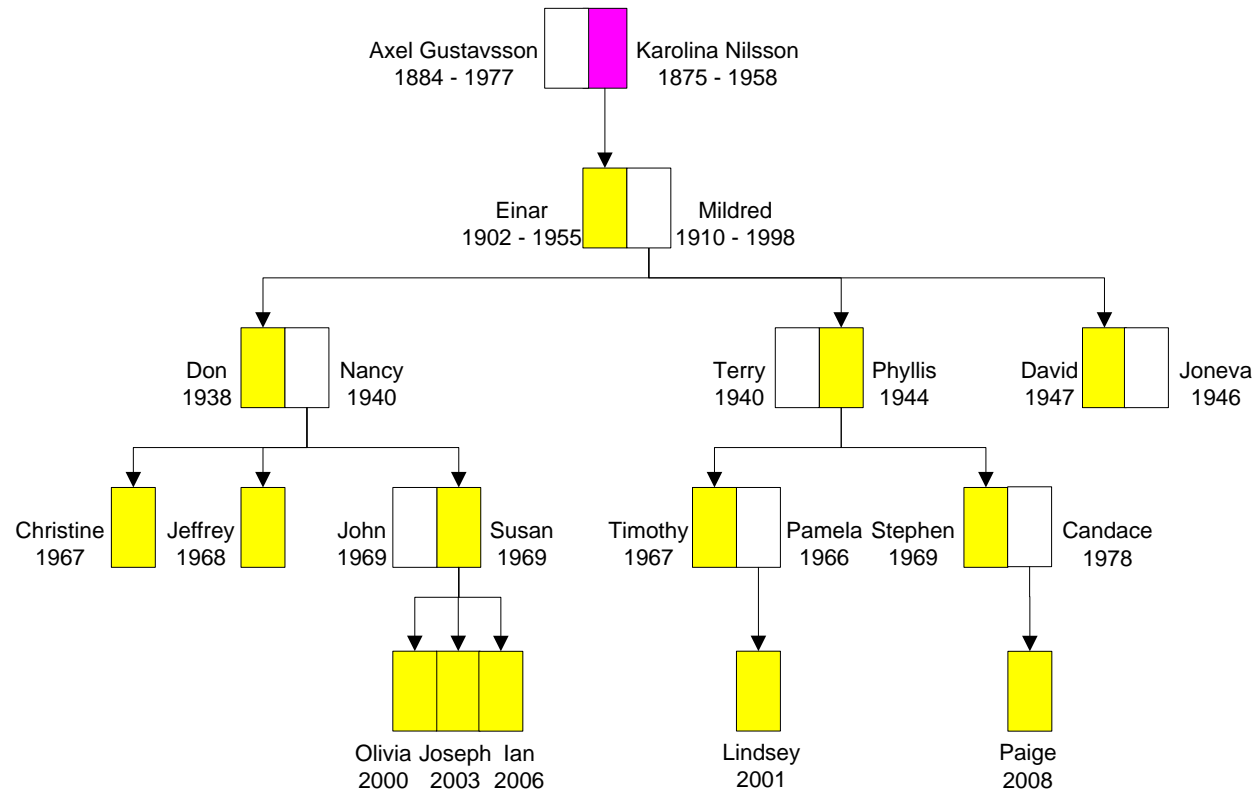 Axel Gustavsson
1884 - 1977
Karolina Nilsson
1875 - 1958
Einar
1902 - 1955
Mildred
1910 - 1998
Don
1938
Nancy
1940
Terry
1940
Phyllis
1944
David
1947
Joneva
1946
Christine
1967
Jeffrey
1968
John
1969
Susan
1969
Timothy
1967
Pamela
1966
Stephen
1969
Candace
1978
Olivia
2000
Joseph
2003
Ian
2006
Lindsey
2001
Paige
2008